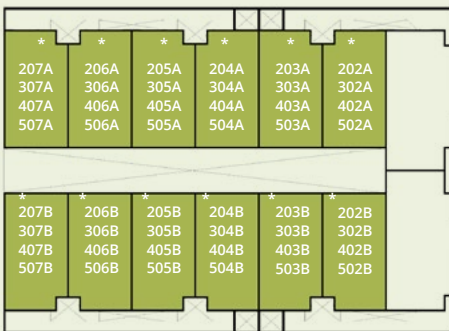 * * * * * *
207A 206A 205A 204A 203A 202A
307A 306A 305A 304A 303A 302A
407A 406A 405A 404A 403A 402A
507A 506A 505A 504A 503A 502A
* * * * * *
207B 206B 205B 204B 203B 202B
307B 306B 305B 304B 303B 302B
407B 406B 405B 404B 403B 402B
507B 506B 505B 504B 503B 502B